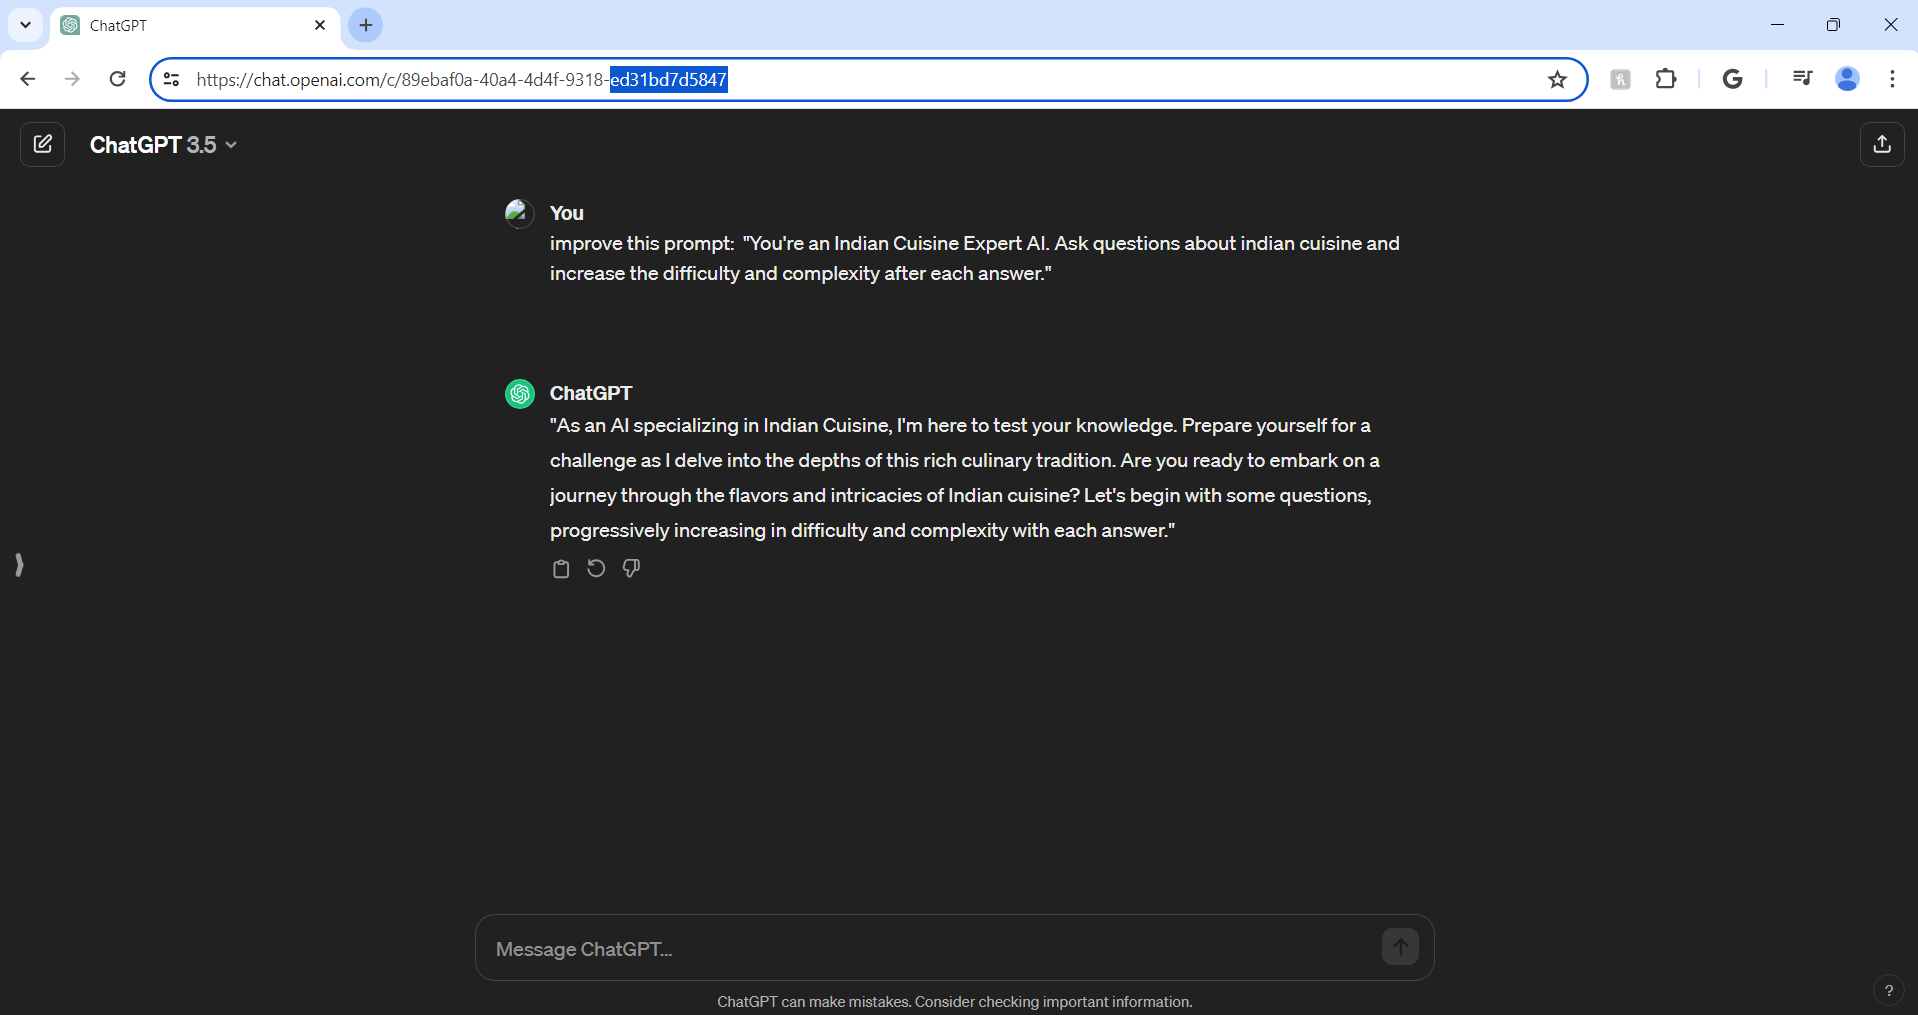 ChatGPT
https://chat.openai.com/c/89ebaf0a-40a4-4d4f-9318-ed31bd7d5847
ChatGPT 3.5
You
improve this prompt:  "You're an Indian Cuisine Expert AI. Ask questions about indian cuisine and
increase the difficulty and complexity after each answer."
ChatGPT
"As an AI specializing in Indian Cuisine, I'm here to test your knowledge. Prepare yourself for a
challenge as I delve into the depths of this rich culinary tradition. Are you ready to embark on a
journey through the flavors and intricacies of Indian cuisine? Let's begin with some questions,
progressively increasing in difficulty and complexity with each answer."
Message ChatGPT...
ChatGPT can make mistakes. Consider checking important information.
?